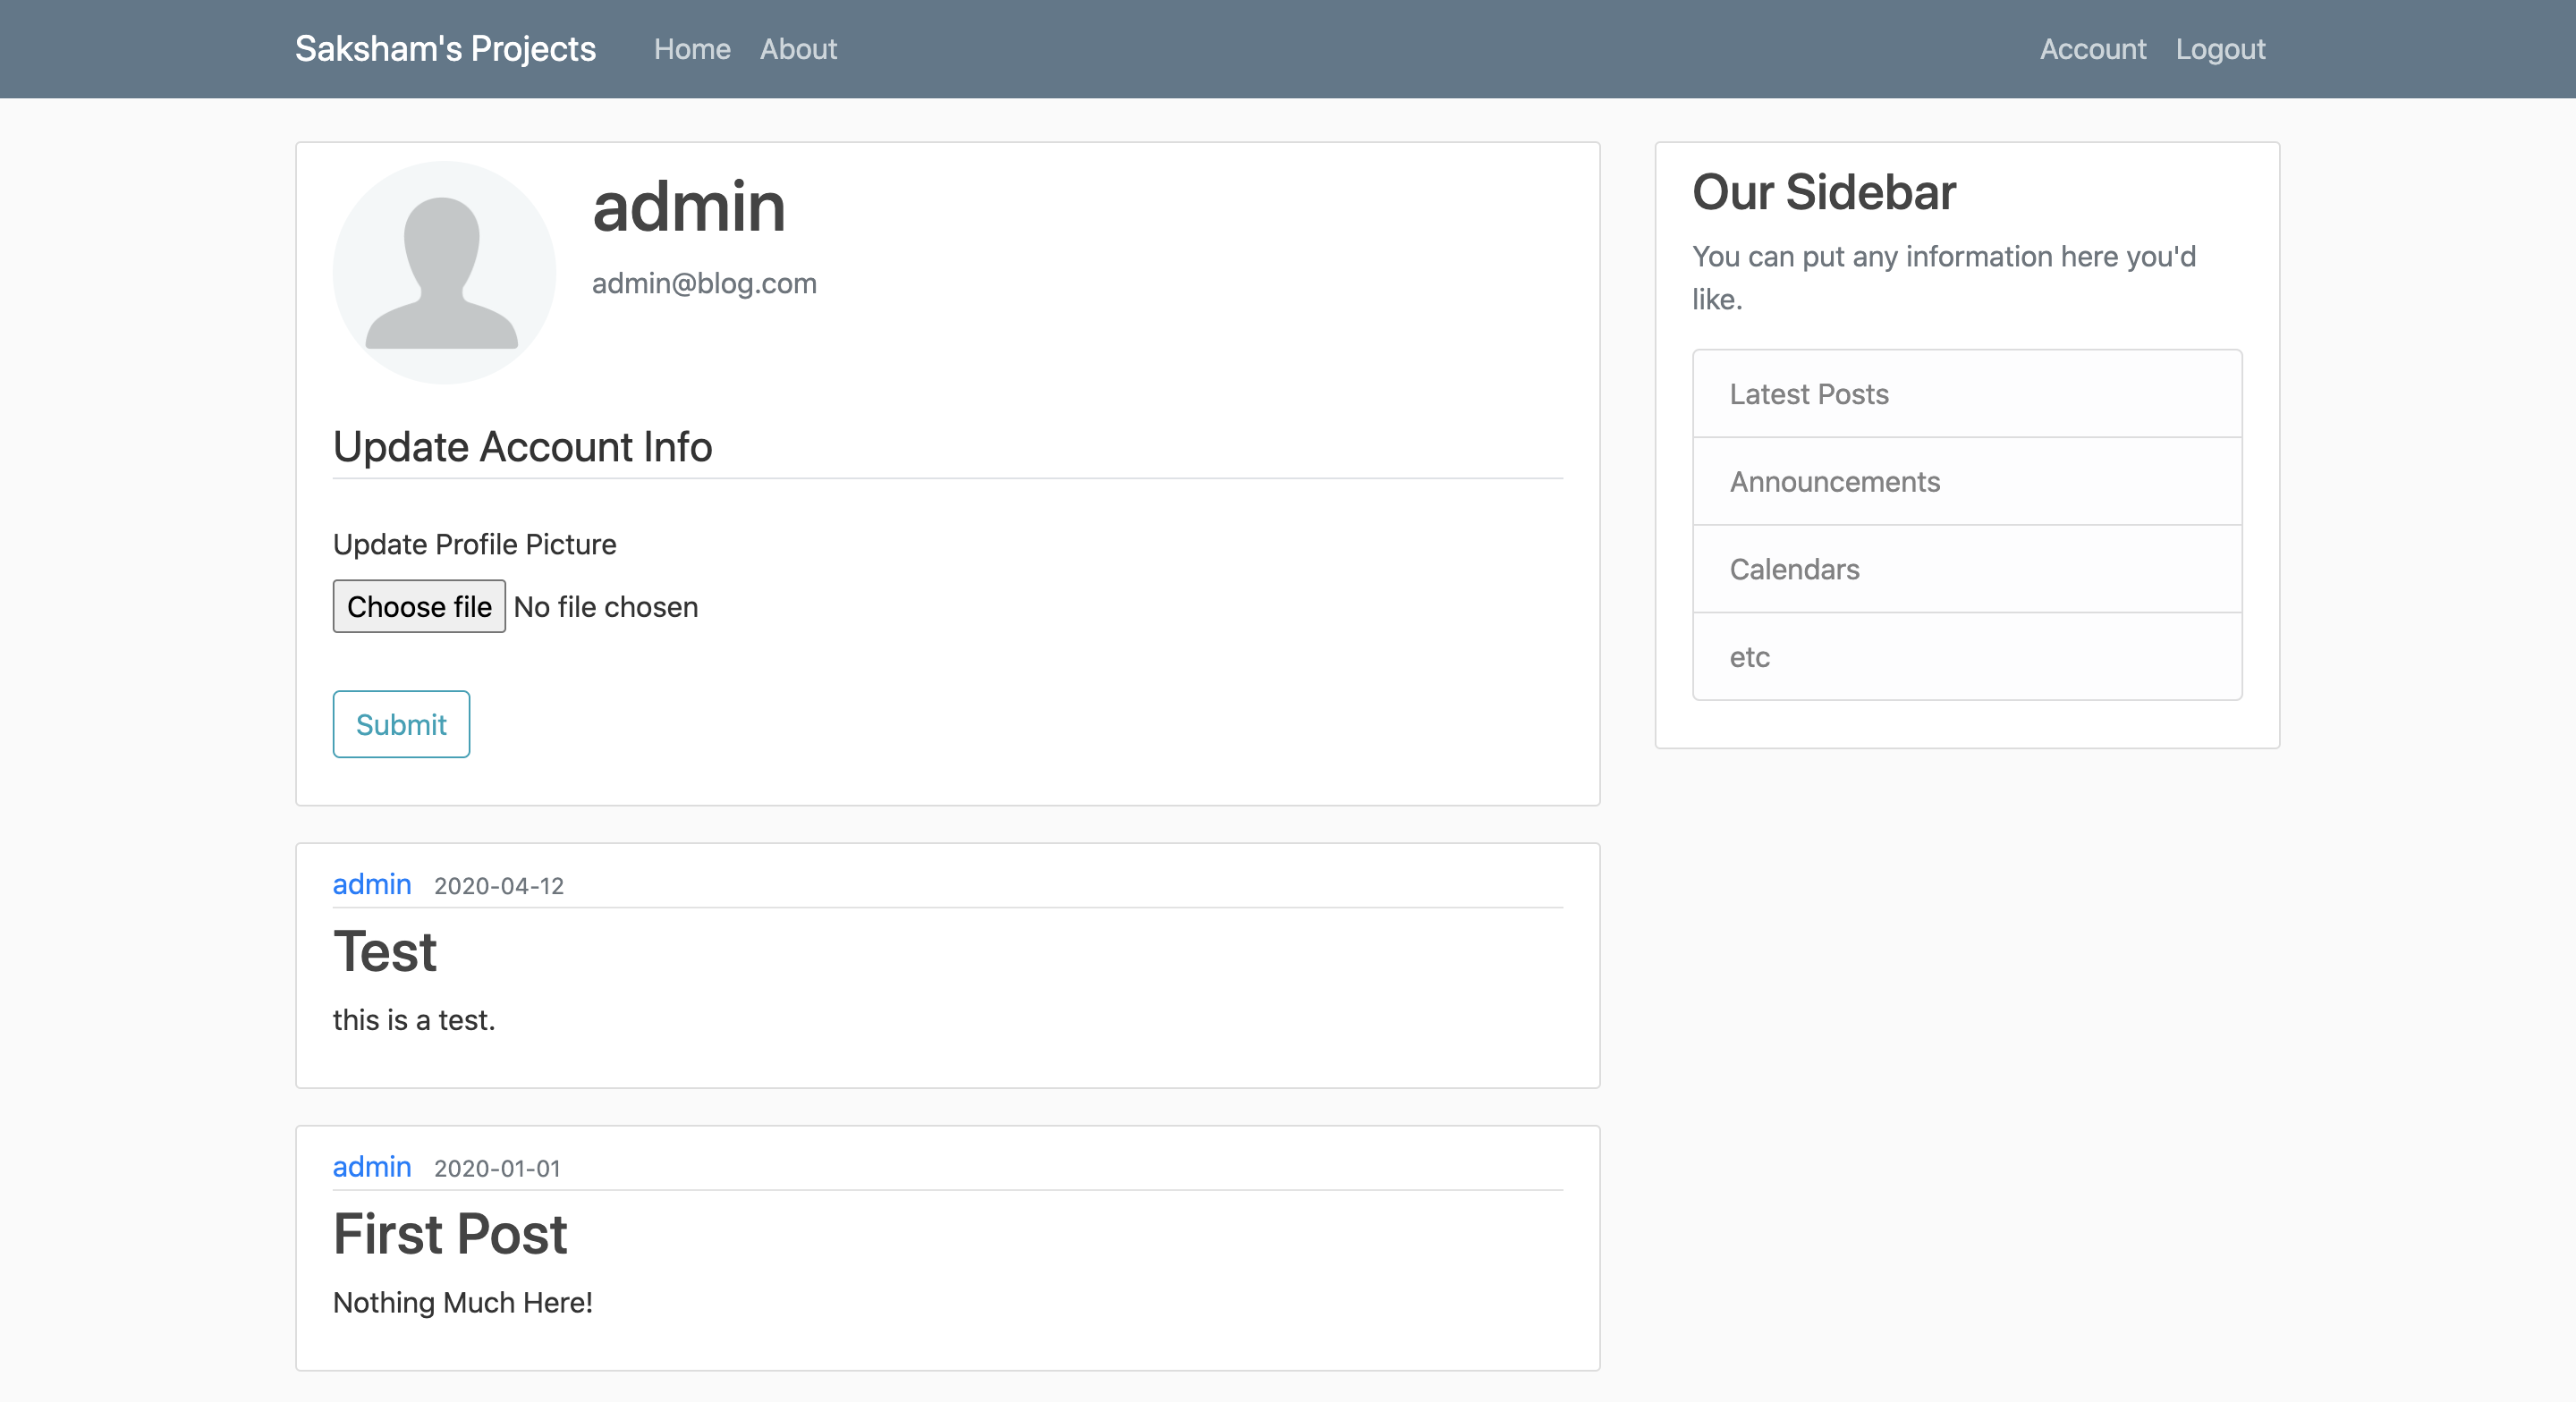 Saksham's Projects Home About Account Logout
admin
admin@blog.com
Update Account Info
Update Profile Picture
Choose file No file chosen
Submit
admin 2020-04-12
Test
this is a test.
admin 2020-01-01
First Post
Nothing Much Here!
Our Sidebar
You can put any information here you'd
like.
Latest Posts
Announcements
Calendars
etc